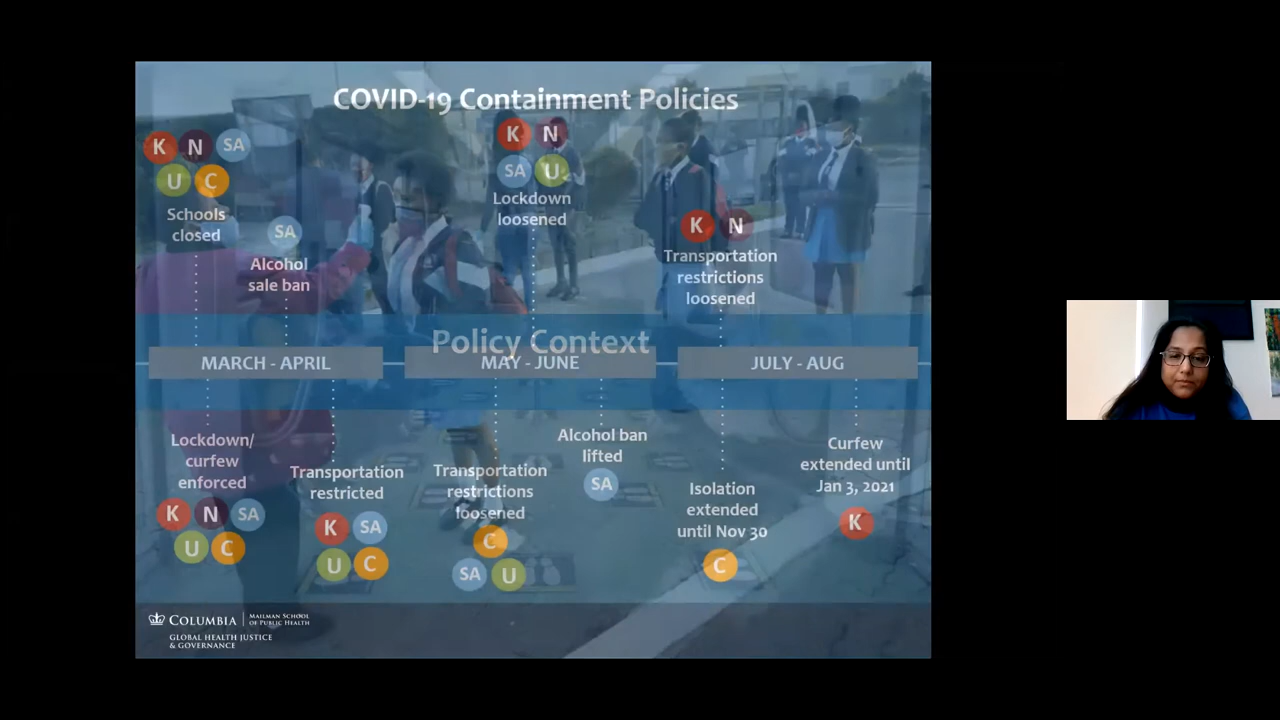 COVID-19 Containment Policies
K N SA
U C
Schools
closed
SA
Alcohol
sale ban
K N
SA U
Lockdown
loosened
K N
Transportation
restrictions
loosened
Policy Context
MARCH - APRIL
MAY - JUNE
JULY - AUG
Lockdown/
curfew
enforced
K N SA
U C
Transportation
restricted
K SA
U C
Transportation
restrictions
loosened
C
SA U
Alcohol ban
lifted
SA
Isolation
extended
until Nov 30
C
Curfew
extended until
Jan 3, 2021
K
COLUMBIA
MAILMAN SCHOOL
OF PUBLIC HEALTH
GLOBAL HEALTH JUSTICE
& GOVERNANCE